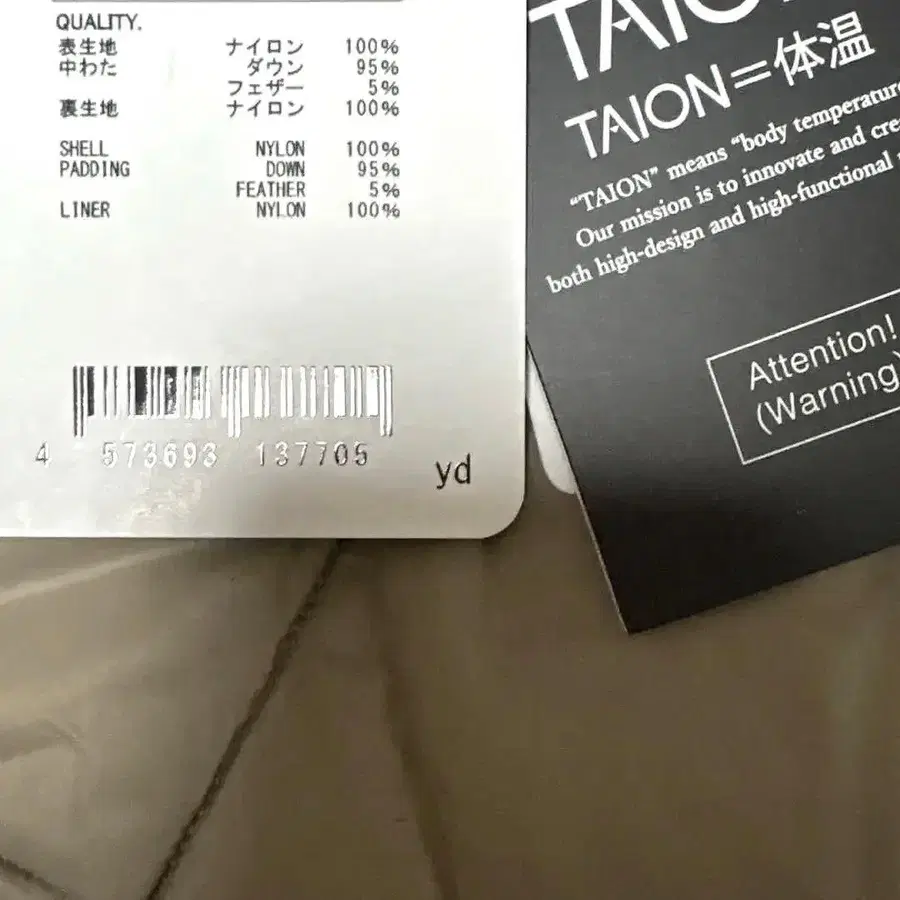 QUALITY.
表生地 ナイロン 100%
中わた ダウン 95%
フェザー 5%
裏生地 ナイロン 100%
SHELL NYLON 100%
PADDING DOWN 95%
FEATHER 5%
LINER NYLON 100%
4 573693 137705
yd
TAION=体温
"TAION" means "body temperature
Our mission is to innovate and
both high-design and high-functional
Attention!
(Warning)